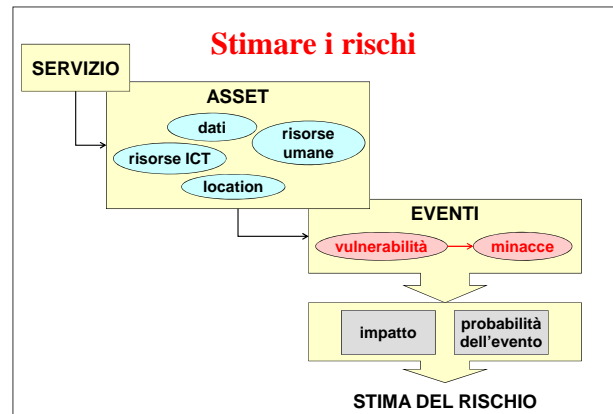 Stimare i rischi
SERVIZIO
ASSET
dati
risorse
umane
risorse ICT
location
EVENTI
vulnerabilità
minacce
impatto
probabilità
dell'evento
STIMA DEL RISCHIO